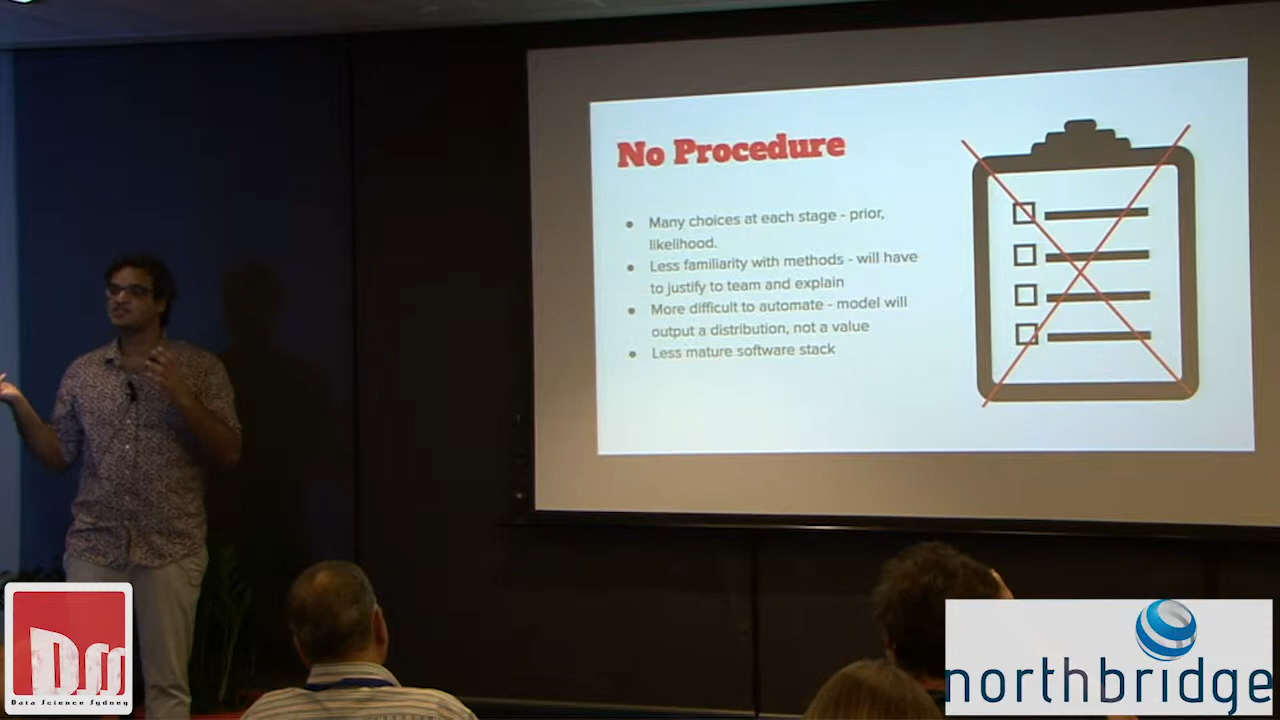 No Procedure
● Many choices at each stage - prior,
likelihood.
● Less familiarity with methods - will have
to justify to team and explain
● More difficult to automate - model will
output a distribution, not a value
● Less mature software stack
DSS
Data Science Sydney
northbridge